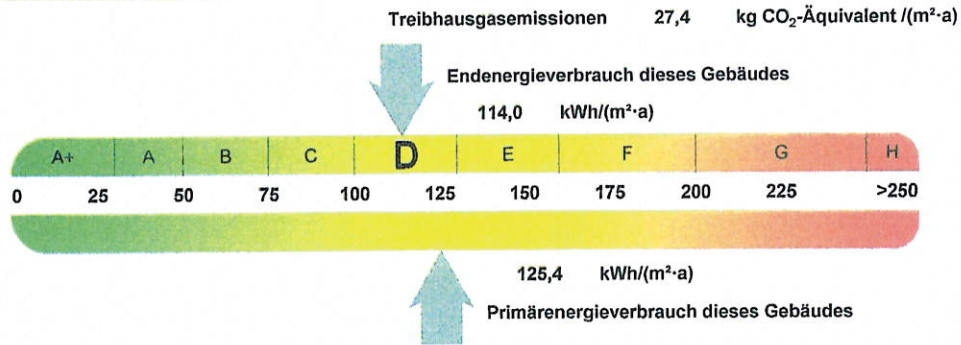 Treibhausgasemissionen 27,4 kg CO₂-Äquivalent /(m²·a)
Endenergieverbrauch dieses Gebäudes
114,0 kWh/(m²·a)
A+ A B C D E F G H
0 25 50 75 100 125 150 175 200 225 >250
125,4 kWh/(m²·a)
Primärenergieverbrauch dieses Gebäudes